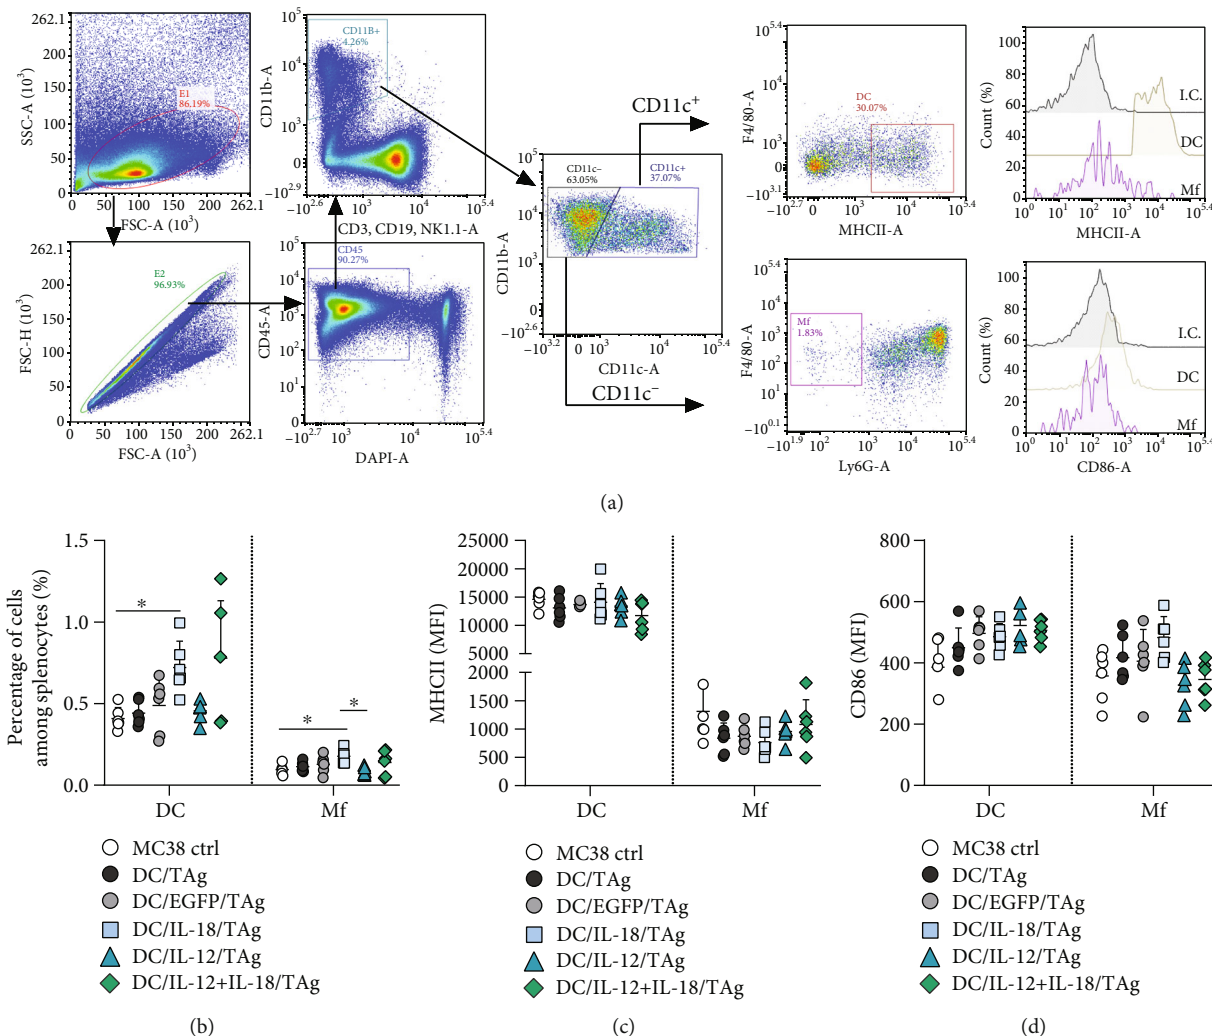 262.1
250
200
150
100
50
0
SSC-A (10³)
E1
86.19%
0 50 100 150 200 262.1
FSC-A (10³)
10⁵
10⁴
10³
0
−10^2.9
CD11b-A
CD11B+
4.26%
−10^2.6 10³ 10⁴ 10^5.4
CD3, CD19, NK1.1-A
262.1
200
150
100
50
0
FSC-H (10³)
E2
96.93%
0 50 100 150 200 262.1
FSC-A (10³)
10⁵
10⁴
10³
10²
10¹
0
CD45-A
CD45
90.27%
−10^2.7 10³ 10⁴ 10^5.4
DAPI-A
10⁵
10⁴
10³
0
−10^2.6
CD11b-A
CD11c−
63.05%
CD11c+
37.07%
−10^3.2 0 10³ 10⁴ 10^5.4
CD11c-A
CD11c⁺
CD11c⁻
10^5.4
10⁴
10³
0
−10^3.1
F4/80-A
DC
30.07%
−10^2.7 0 10³ 10⁴ 10^5.4
MHCII-A
10^5.4
10⁴
10³
10²
10¹
0
−10^0.1
F4/80-A
Mf
1.83%
−10^1.9 10² 10³ 10⁴ 10^5.4
Ly6G-A
100
80
60
40
20
0
Count (%)
I.C.
DC
Mf
10⁰ 10¹ 10² 10³ 10⁴ 10^5.4
MHCII-A
100
80
60
40
20
0
Count (%)
I.C.
DC
Mf
10⁰ 10¹ 10² 10³ 10⁴ 10^5.4
CD86-A
(a)
Percentage of cells
among splenocytes (%)
1.5
1.0
0.5
0.0
*
*
*
DC Mf
MC38 ctrl
DC/TAg
DC/EGFP/TAg
DC/IL-18/TAg
DC/IL-12/TAg
DC/IL-12+IL-18/TAg
(b)
MHCII (MFI)
25000
20000
15000
10000
5000
2000
1500
1000
500
0
DC Mf
MC38 ctrl
DC/TAg
DC/EGFP/TAg
DC/IL-18/TAg
DC/IL-12/TAg
DC/IL-12+IL-18/TAg
(c)
CD86 (MFI)
800
600
400
200
0
DC Mf
MC38 ctrl
DC/TAg
DC/EGFP/TAg
DC/IL-18/TAg
DC/IL-12/TAg
DC/IL-12+IL-18/TAg
(d)